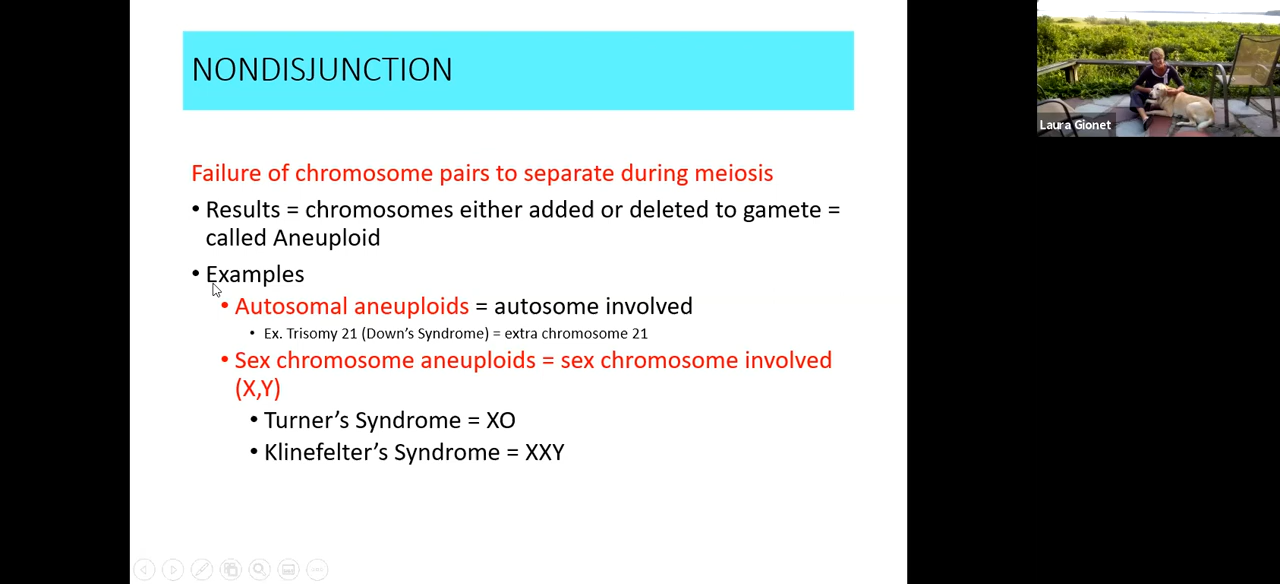 NONDISJUNCTION
Failure of chromosome pairs to separate during meiosis
• Results = chromosomes either added or deleted to gamete =
called Aneuploid
• Examples
• Autosomal aneuploids = autosome involved
• Ex. Trisomy 21 (Down's Syndrome) = extra chromosome 21
• Sex chromosome aneuploids = sex chromosome involved
(X,Y)
• Turner's Syndrome = XO
• Klinefelter's Syndrome = XXY
Laura Gionet